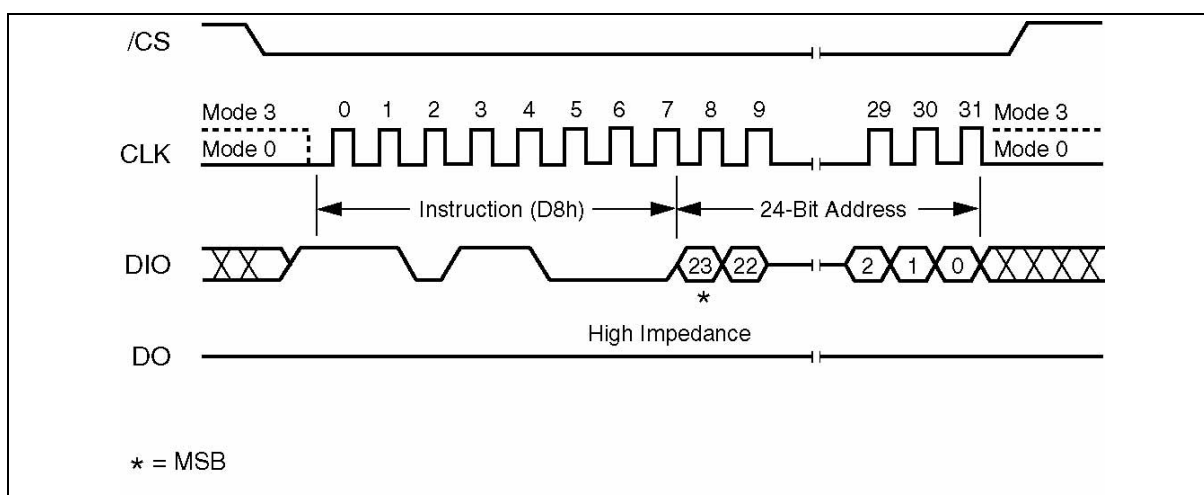 /CS
Mode 3
0 1 2 3 4 5 6 7 8 9 29 30 31
Mode 3
CLK
Mode 0
Mode 0
Instruction (D8h)
24-Bit Address
DIO
23 22 2 1 0
*
High Impedance
DO
* = MSB